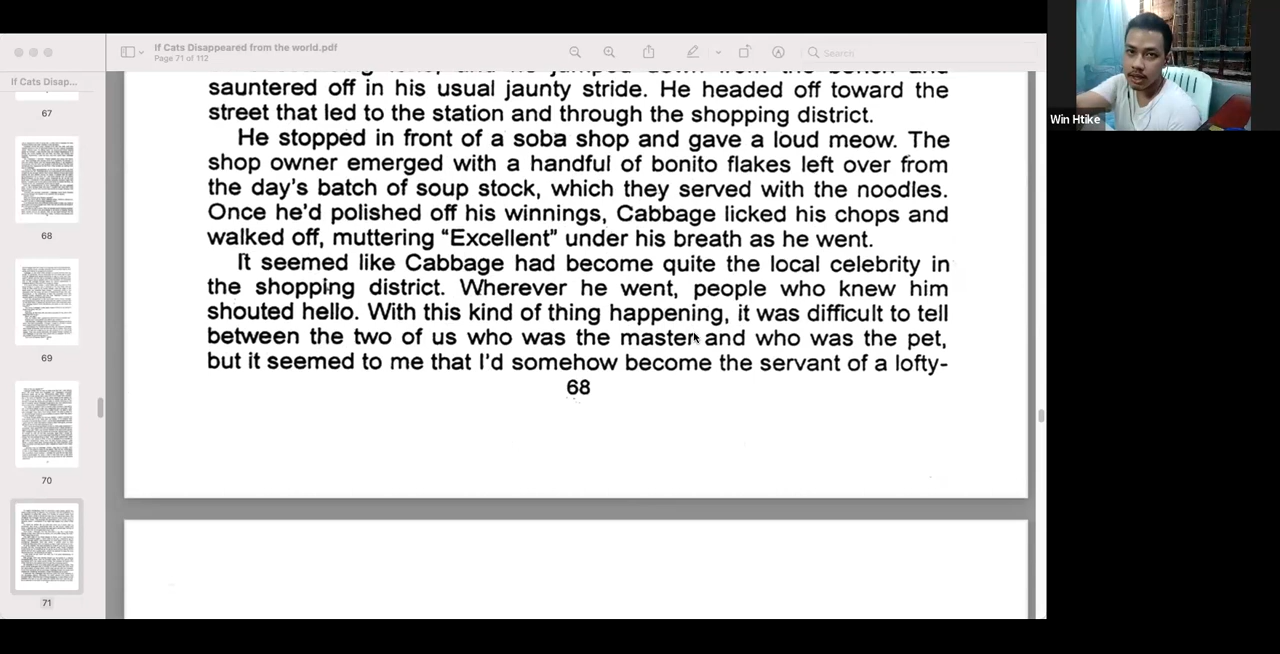 If Cats Disappeared from the world.pdf
Page 71 of 112
Search
If Cats Disap...
67
68
69
70
71
sauntered off in his usual jaunty stride. He headed off toward the
street that led to the station and through the shopping district.
He stopped in front of a soba shop and gave a loud meow. The
shop owner emerged with a handful of bonito flakes left over from
the day's batch of soup stock, which they served with the noodles.
Once he'd polished off his winnings, Cabbage licked his chops and
walked off, muttering “Excellent” under his breath as he went.
It seemed like Cabbage had become quite the local celebrity in
the shopping district. Wherever he went, people who knew him
shouted hello. With this kind of thing happening, it was difficult to tell
between the two of us who was the master and who was the pet,
but it seemed to me that I'd somehow become the servant of a lofty-
68
Win Htike